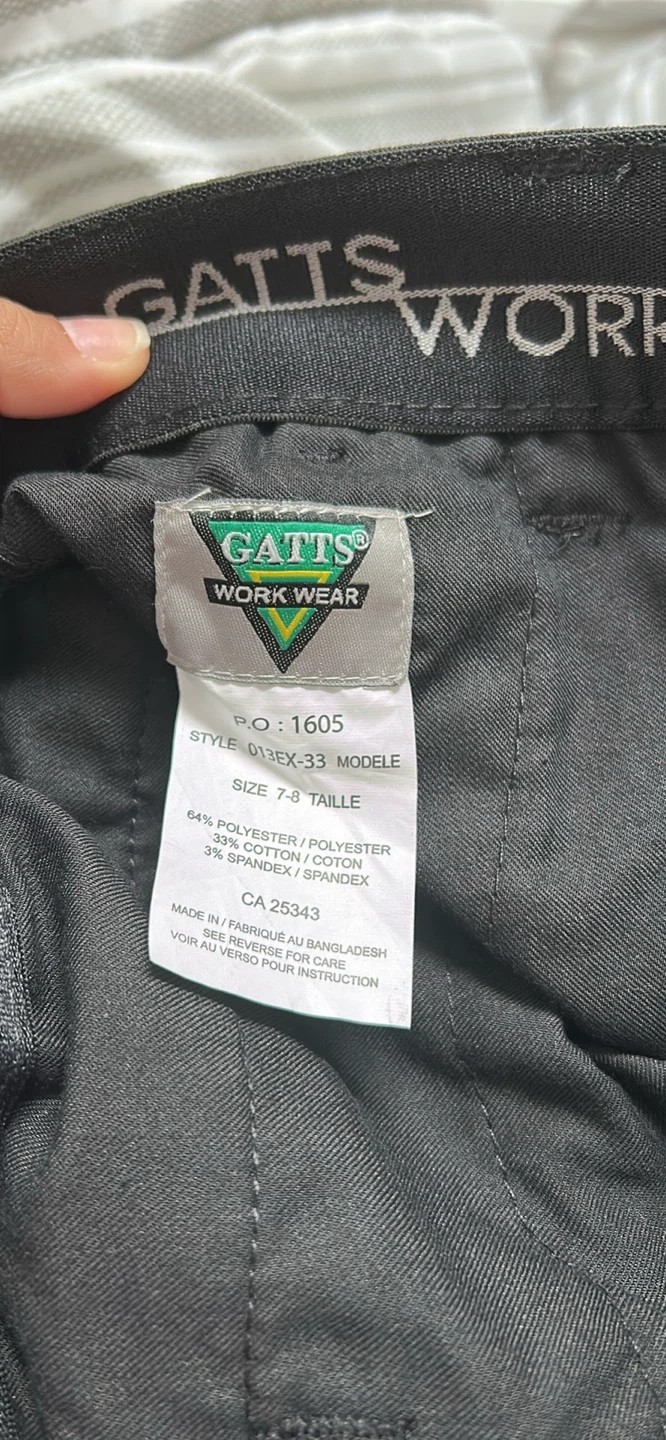 GATTS
WORK
GATTS®
WORK WEAR
P.O : 1605
STYLE 013EX-33 MODELE
SIZE 7-8 TAILLE
64% POLYESTER / POLYESTER
33% COTTON / COTON
3% SPANDEX / SPANDEX
CA 25343
MADE IN / FABRIQUÉ AU BANGLADESH
SEE REVERSE FOR CARE
VOIR AU VERSO POUR INSTRUCTION